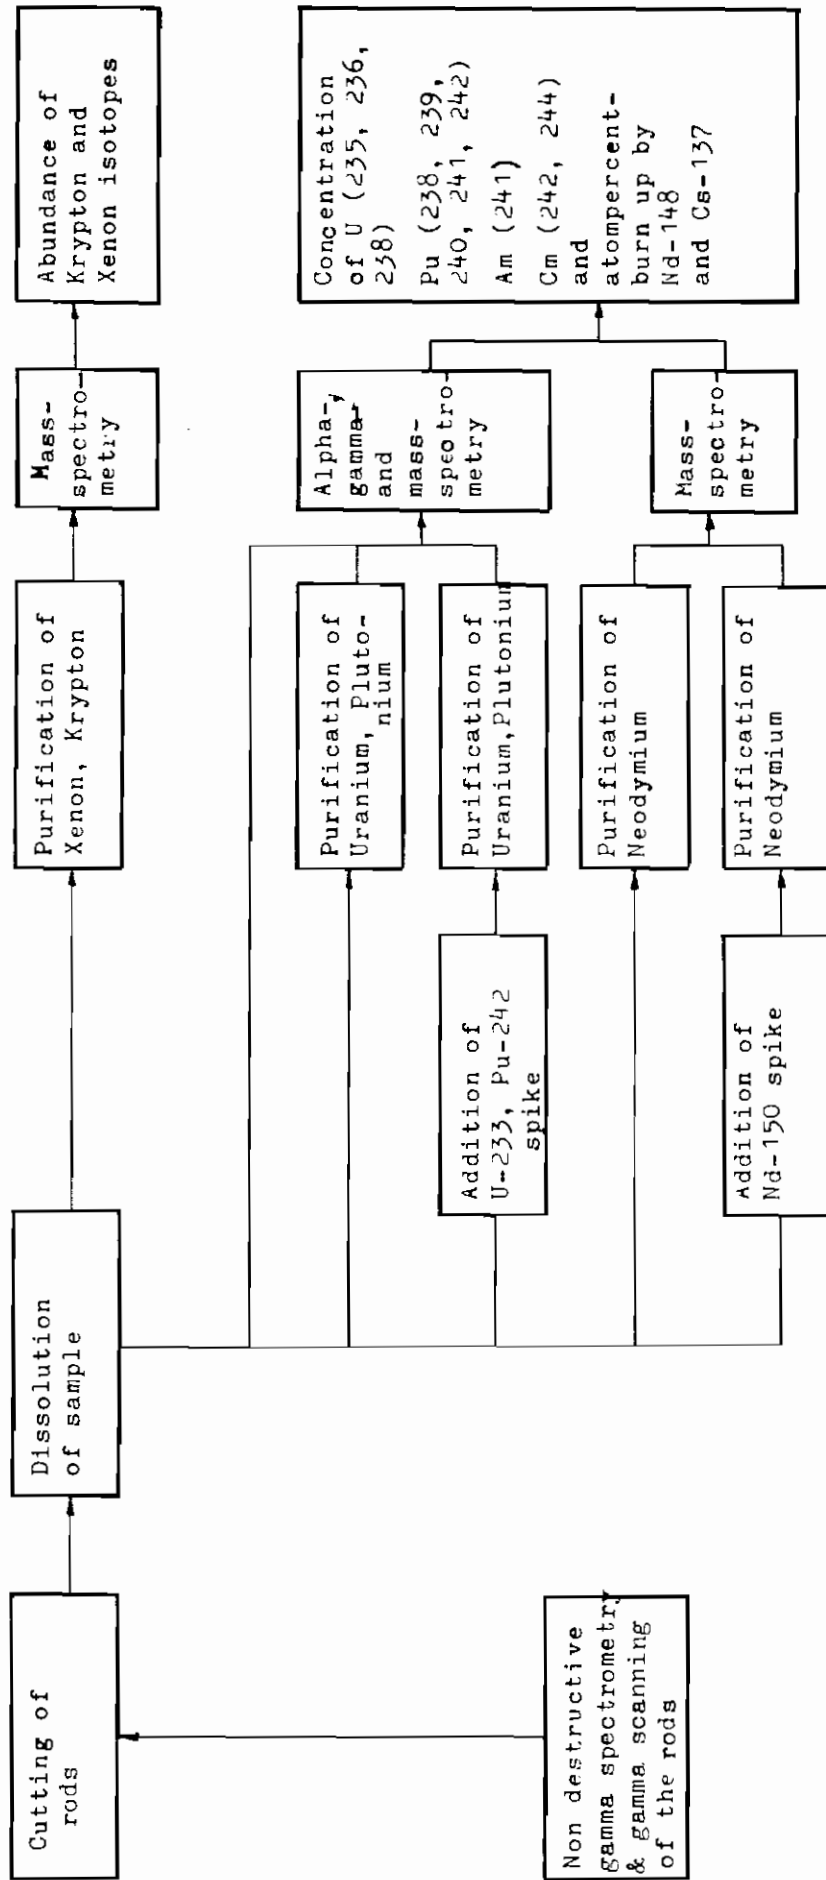 Cutting of
rods
Non destructive
gamma spectrometry
& gamma scanning
of the rods
Dissolution
of sample
Purification of
Xenon, Krypton
Mass-
spectro-
metry
Abundance of
Krypton and
Xenon isotopes
Purification of
Uranium, Pluto-
nium
Addition of
U-233, Pu-242
spike
Purification of
Uranium,Plutonium
Alpha-,
gamma-
and
mass-
spectro-
metry
Purification of
Neodymium
Addition of
Nd-150 spike
Purification of
Neodymium
Mass-
spectro-
metry
Concentration
of U (235, 236,
238)
Pu (238, 239,
240, 241, 242)
Am (241)
Cm (242, 244)
and
atompercent-
burn up by
Nd-148
and Cs-137